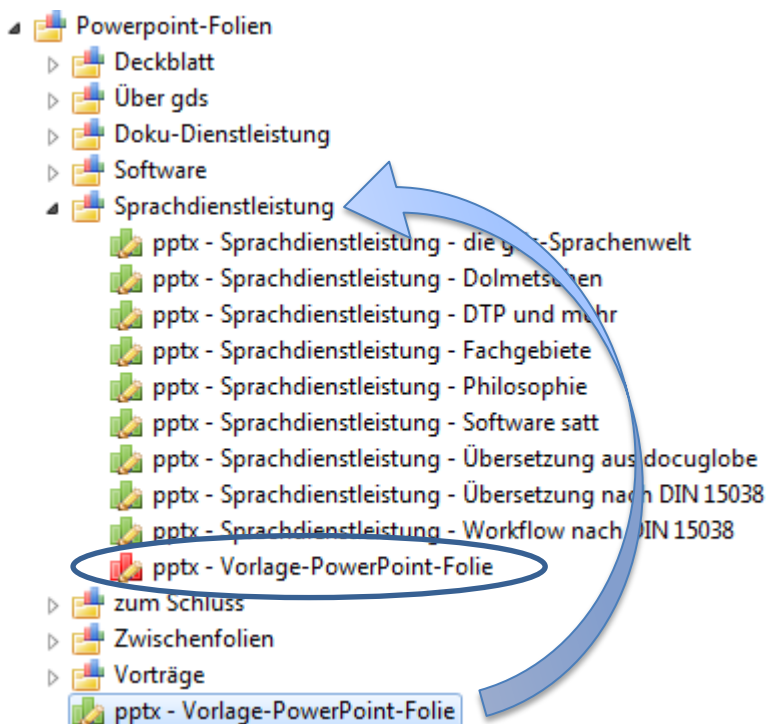 Powerpoint-Folien
Deckblatt
Über gds
Doku-Dienstleistung
Software
Sprachdienstleistung
pptx - Sprachdienstleistung - die gds-Sprachenwelt
pptx - Sprachdienstleistung - Dolmetschen
pptx - Sprachdienstleistung - DTP und mehr
pptx - Sprachdienstleistung - Fachgebiete
pptx - Sprachdienstleistung - Philosophie
pptx - Sprachdienstleistung - Software satt
pptx - Sprachdienstleistung - Übersetzung aus docuglobe
pptx - Sprachdienstleistung - Übersetzung nach DIN 15038
pptx - Sprachdienstleistung - Workflow nach DIN 15038
pptx - Vorlage-PowerPoint-Folie
zum Schluss
Zwischenfolien
Vorträge
pptx - Vorlage-PowerPoint-Folie